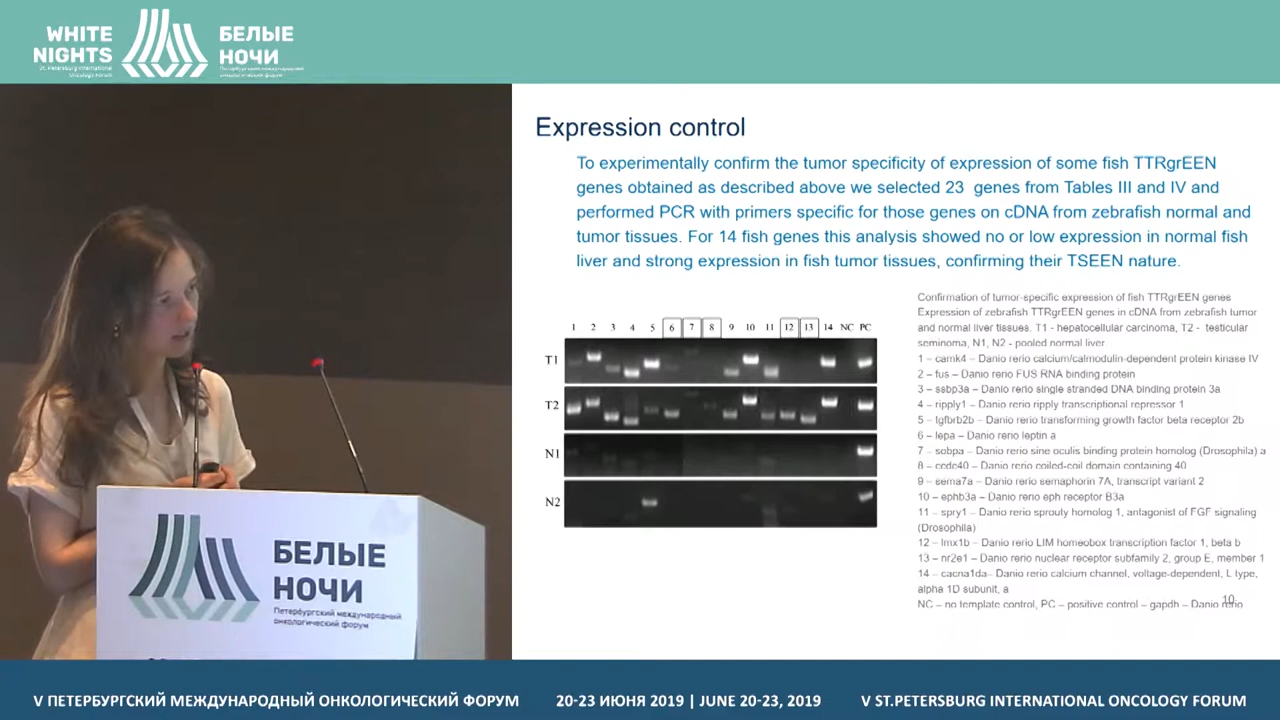 WHITE
NIGHTS
St. Petersburg International
Oncology Forum
БЕЛЫЕ
НОЧИ
Петербургский международный
онкологический форум
Expression control
To experimentally confirm the tumor specificity of expression of some fish TTRgrEEN
genes obtained as described above we selected 23 genes from Tables III and IV and
performed PCR with primers specific for those genes on cDNA from zebrafish normal and
tumor tissues. For 14 fish genes this analysis showed no or low expression in normal fish
liver and strong expression in fish tumor tissues, confirming their TSEEN nature.
1 2 3 4 5 6 7 8 9 10 11 12 13 14 NC PC
T1
T2
N1
N2
Confirmation of tumor-specific expression of fish TTRgrEEN genes
Expression of zebrafish TTRgrEEN genes in cDNA from zebrafish tumor
and normal liver tissues. T1 - hepatocellular carcinoma, T2 - testicular
seminoma, N1, N2 - pooled normal liver
1 – camk4 – Danio rerio calcium/calmodulin-dependent protein kinase IV
2 – fus – Danio rerio FUS RNA binding protein
3 – ssbp3a – Danio rerio single stranded DNA binding protein 3a
4 – ripply1 – Danio rerio ripply transcriptional repressor 1
5 – tgfbrb2b – Danio rerio transforming growth factor beta receptor 2b
6 – lepa – Danio rerio leptin a
7 – sobpa – Danio rerio sine oculis binding protein homolog (Drosophila) a
8 – ccdc40 – Danio rerio coiled-coil domain containing 40
9 – sema7a – Danio rerio semaphorin 7A, transcript variant 2
10 – ephb3a – Danio rerio eph receptor B3a
11 – spry1 – Danio rerio sprouty homolog 1, antagonist of FGF signaling
(Drosophila)
12 – lmx1b – Danio rerio LIM homeobox transcription factor 1, beta b
13 – nr2e1 – Danio rerio nuclear receptor subfamily 2, group E, member 1
14 – cacna1da– Danio rerio calcium channel, voltage-dependent, L type,
alpha 1D subunit, a
NC – no template control, PC – positive control – gapdh – Danio rerio
10
БЕЛЫЕ
НОЧИ
Петербургский международный
онкологический форум
V ПЕТЕРБУРГСКИЙ МЕЖДУНАРОДНЫЙ ОНКОЛОГИЧЕСКИЙ ФОРУМ 20-23 ИЮНЯ 2019 | JUNE 20-23, 2019 V ST.PETERSBURG INTERNATIONAL ONCOLOGY FORUM